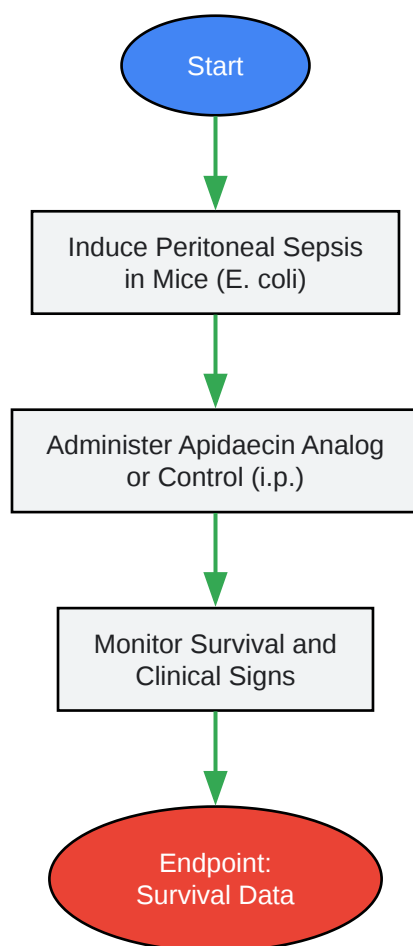 Start
Induce Peritoneal Sepsis
in Mice (E. coli)
Administer Apidaecin Analog
or Control (i.p.)
Monitor Survival and
Clinical Signs
Endpoint:
Survival Data